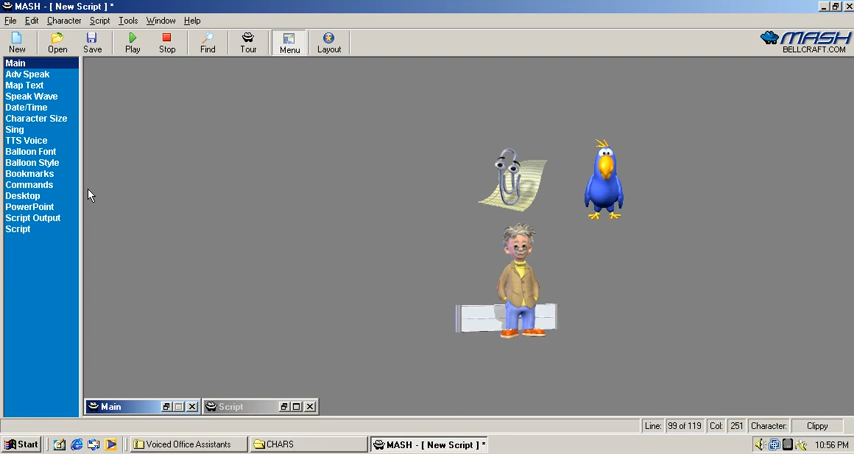 MASH - [ New Script ] *
File Edit Character Script Tools Window Help
New Open Save Play Stop Find Tour Menu Layout
MASH
BELLCRAFT.COM
Main
Adv Speak
Map Text
Speak Wave
Date/Time
Character Size
Sing
TTS Voice
Balloon Font
Balloon Style
Bookmarks
Commands
Desktop
PowerPoint
Script Output
Script
Main Script
Line: 99 of 119 Col: 251 Character: Clippy
Start Voiced Office Assistants CHARS MASH - [ New Script ] * 10:56 PM